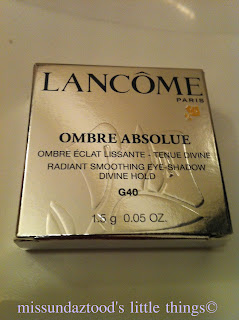 LANCÔME
PARIS
OMBRE ABSOLUE
OMBRE ÉCLAT LISSANTE - TENUE DIVINE
RADIANT SMOOTHING EYE-SHADOW
DIVINE HOLD
G40
1.5 g 0.05 OZ.
missundaztood's little things©